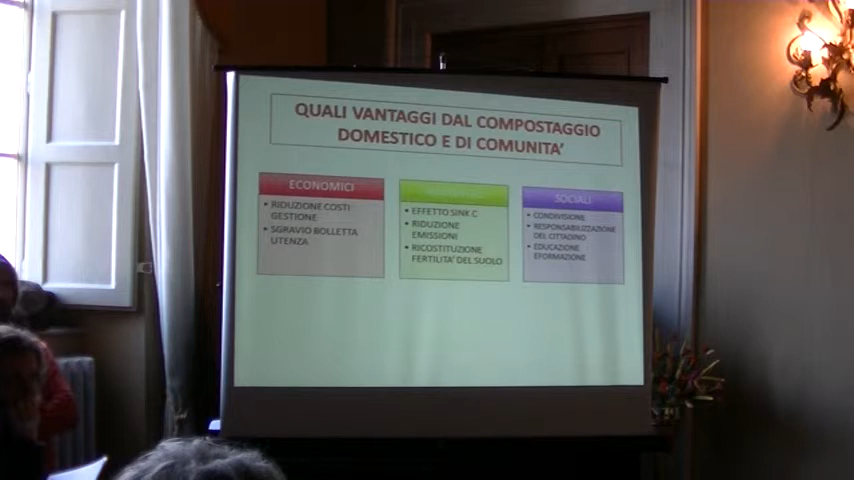 QUALI VANTAGGI DAL COMPOSTAGGIO
DOMESTICO E DI COMUNITA'
ECONOMICI
• RIDUZIONE COSTI
GESTIONE
• SGRAVIO BOLLETTA
UTENZA
• EFFETTO SINK C
• RIDUZIONE
EMISSIONI
• RICOSTITUZIONE
FERTILITA' DEL SUOLO
SOCIALI
• CONDIVISIONE
• RESPONSABILIZZAZIONE
DEL CITTADINO
• EDUCAZIONE
EFORMAZIONE